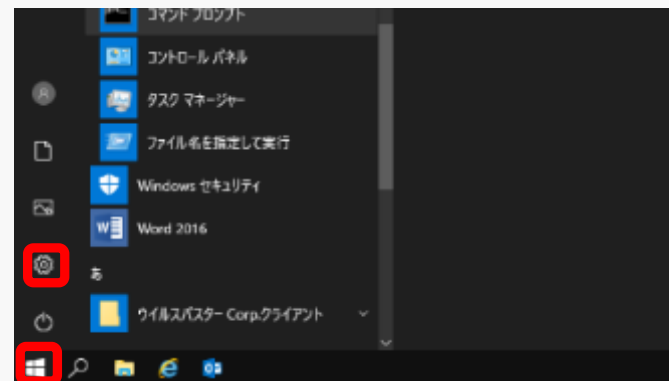 コマンド プロンプト
コントロール パネル
タスク マネージャー
ファイル名を指定して実行
Windows セキュリティ
Word 2016
あ
ウイルスバスター Corp.クライアント